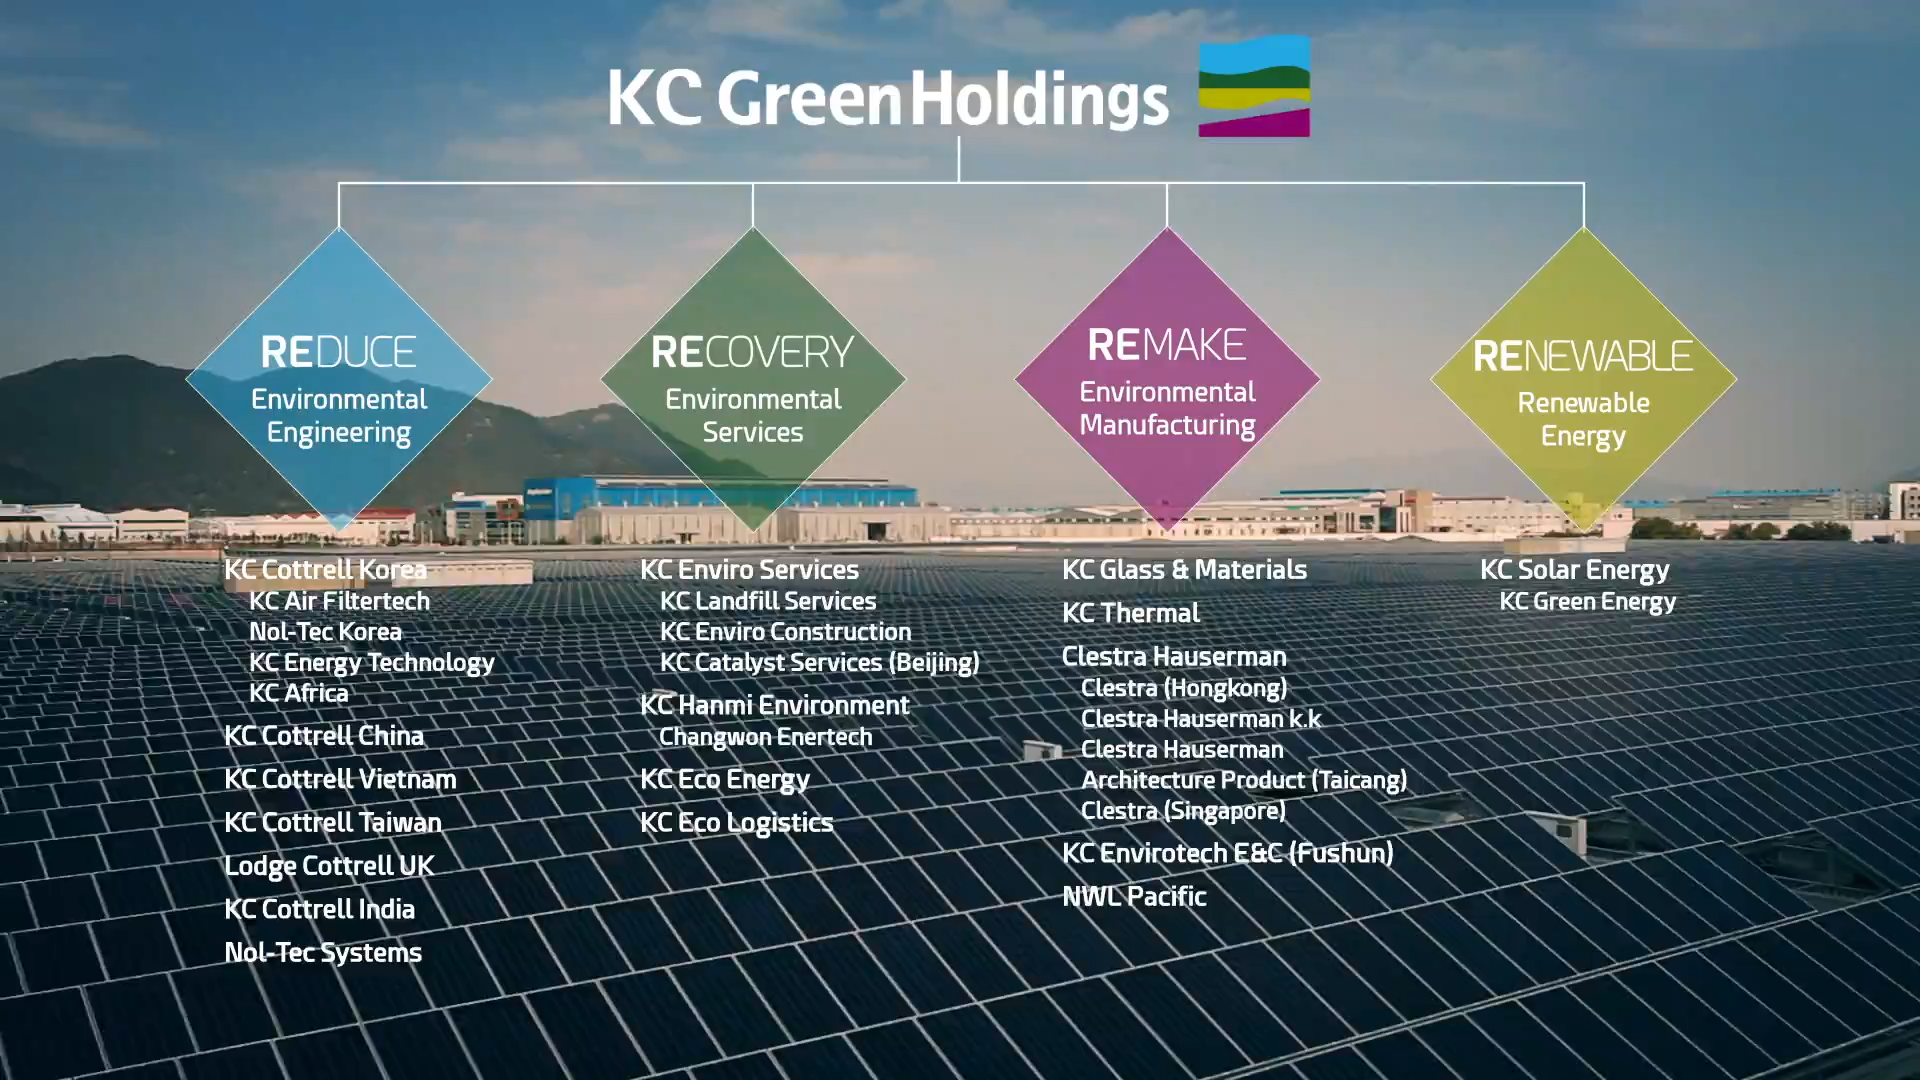 KC Green Holdings
REDUCE
Environmental
Engineering
KC Cottrell Korea
KC Air Filtertech
Nol-Tec Korea
KC Energy Technology
KC Africa
KC Cottrell China
KC Cottrell Vietnam
KC Cottrell Taiwan
Lodge Cottrell UK
KC Cottrell India
Nol-Tec Systems
RECOVERY
Environmental
Services
KC Enviro Services
KC Landfill Services
KC Enviro Construction
KC Catalyst Services (Beijing)
KC Hanmi Environment
Changwon Enertech
KC Eco Energy
KC Eco Logistics
REMAKE
Environmental
Manufacturing
KC Glass & Materials
KC Thermal
Clestra Hauserman
Clestra (Hongkong)
Clestra Hauserman k.k
Clestra Hauserman
Architecture Product (Taicang)
Clestra (Singapore)
KC Envirotech E&C (Fushun)
NWL Pacific
RENEWABLE
Renewable
Energy
KC Solar Energy
KC Green Energy